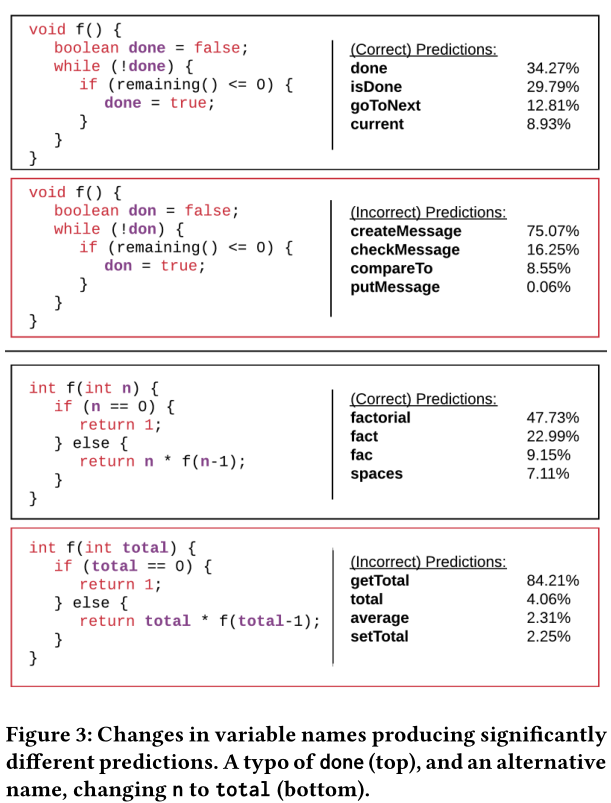 void f() {
boolean done = false;
while (!done) {
if (remaining() <= 0) {
done = true;
}
}
}
(Correct) Predictions:
done 34.27%
isDone 29.79%
goToNext 12.81%
current 8.93%
void f() {
boolean don = false;
while (!don) {
if (remaining() <= 0) {
don = true;
}
}
}
(Incorrect) Predictions:
createMessage 75.07%
checkMessage 16.25%
compareTo 8.55%
putMessage 0.06%
int f(int n) {
if (n == 0) {
return 1;
} else {
return n * f(n-1);
}
}
(Correct) Predictions:
factorial 47.73%
fact 22.99%
fac 9.15%
spaces 7.11%
int f(int total) {
if (total == 0) {
return 1;
} else {
return total * f(total-1);
}
}
(Incorrect) Predictions:
getTotal 84.21%
total 4.06%
average 2.31%
setTotal 2.25%
Figure 3: Changes in variable names producing significantly
different predictions. A typo of done (top), and an alternative
name, changing n to total (bottom).